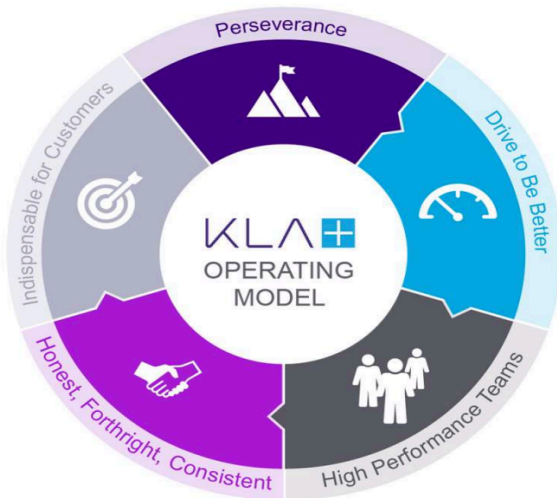 Perseverance
Drive to Be Better
High Performance Teams
Honest, Forthright, Consistent
Indispensable for Customers
KLA+
OPERATING
MODEL